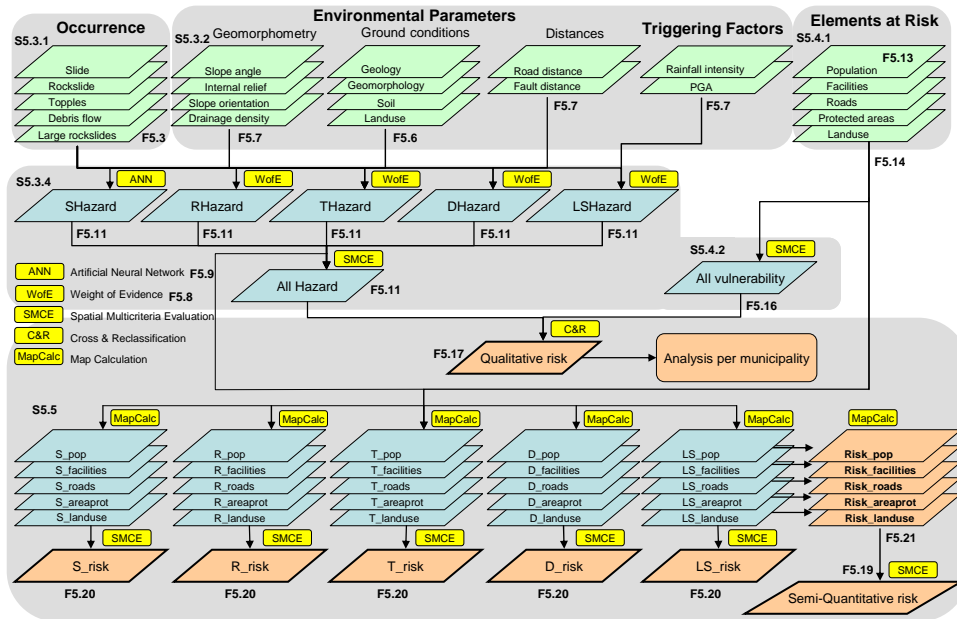 Occurrence
Environmental Parameters
Triggering Factors
Elements at Risk
S5.3.1
S5.3.2
Geomorphometry
Ground conditions
Distances
S5.4.1
F5.13
Slide
Rockslide
Topples
Debris flow
Large rockslides
F5.3
Slope angle
Internal relief
Slope orientation
Drainage density
F5.7
Geology
Geomorphology
Soil
Landuse
F5.6
Road distance
Fault distance
F5.7
Rainfall intensity
PGA
F5.7
Population
Facilities
Roads
Protected areas
Landuse
F5.14
S5.3.4
ANN
WofE
WofE
WofE
WofE
SHazard
RHazard
THazard
DHazard
LSHazard
F5.11
F5.11
F5.11
F5.11
F5.11
SMCE
All Hazard
F5.11
S5.4.2
SMCE
All vulnerability
F5.16
ANN
Artificial Neural Network
F5.9
WofE
Weight of Evidence
F5.8
SMCE
Spatial Multicriteria Evaluation
C&R
Cross & Reclassification
MapCalc
Map Calculation
C&R
F5.17
Qualitative risk
Analysis per municipality
S5.5
MapCalc
MapCalc
MapCalc
MapCalc
MapCalc
MapCalc
S_pop
S_facilities
S_roads
S_areaprot
S_landuse
R_pop
R_facilities
R_roads
R_areaprot
R_landuse
T_pop
T_facilities
T_roads
T_areaprot
T_landuse
D_pop
D_facilities
D_roads
D_areaprot
D_landuse
LS_pop
LS_facilities
LS_roads
LS_areaprot
LS_landuse
Risk_pop
Risk_facilities
Risk_roads
Risk_areaprot
Risk_landuse
SMCE
SMCE
SMCE
SMCE
SMCE
F5.21
S_risk
R_risk
T_risk
D_risk
LS_risk
F5.19
SMCE
F5.20
F5.20
F5.20
F5.20
F5.20
Semi-Quantitative risk